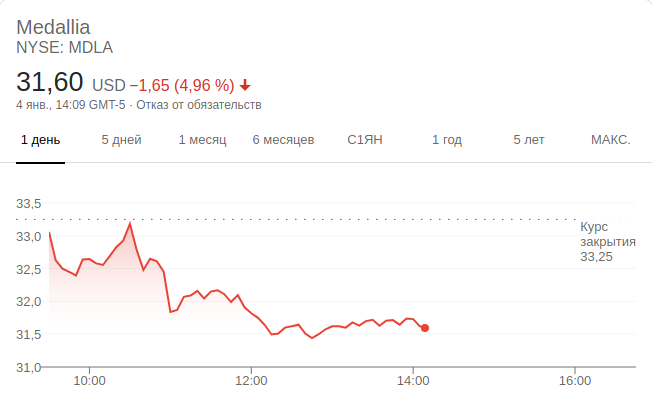 Medallia
NYSE: MDLA
31,60 USD −1,65 (4,96 %)
4 янв., 14:09 GMT-5 · Отказ от обязательств
1 день 5 дней 1 месяц 6 месяцев С1ЯН 1 год 5 лет МАКС.
33,5
33,0
32,5
32,0
31,5
31,0
Курс
закрытия
33,25
10:00 12:00 14:00 16:00